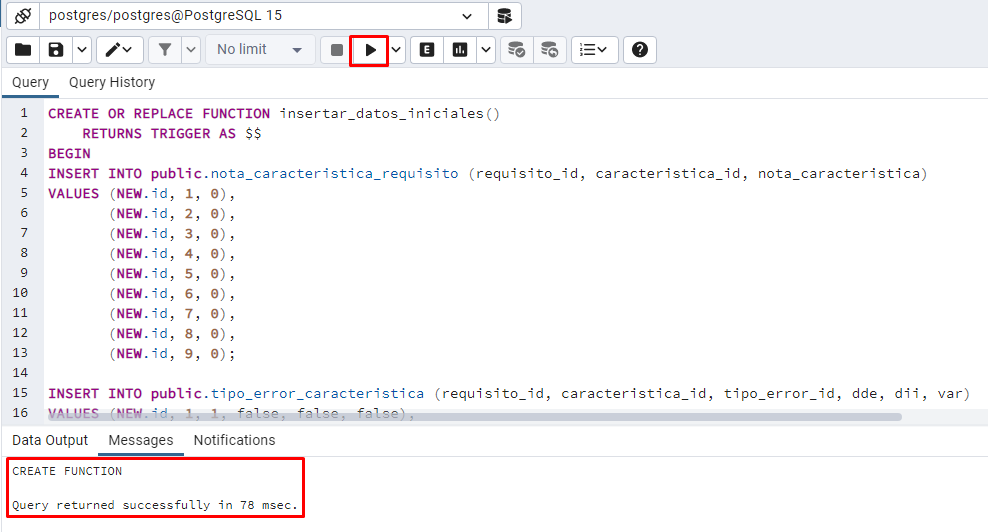 postgres/postgres@PostgreSQL 15
No limit
E
Query Query History
1 CREATE OR REPLACE FUNCTION insertar_datos_iniciales()
2 RETURNS TRIGGER AS $$
3 BEGIN
4 INSERT INTO public.nota_caracteristica_requisito (requisito_id, caracteristica_id, nota_caracteristica)
5 VALUES (NEW.id, 1, 0),
6 (NEW.id, 2, 0),
7 (NEW.id, 3, 0),
8 (NEW.id, 4, 0),
9 (NEW.id, 5, 0),
10 (NEW.id, 6, 0),
11 (NEW.id, 7, 0),
12 (NEW.id, 8, 0),
13 (NEW.id, 9, 0);
14
15 INSERT INTO public.tipo_error_caracteristica (requisito_id, caracteristica_id, tipo_error_id, dde, dii, var)
16 VALUES (NEW.id, 1, 1, false, false, false),
Data Output Messages Notifications
CREATE FUNCTION
Query returned successfully in 78 msec.